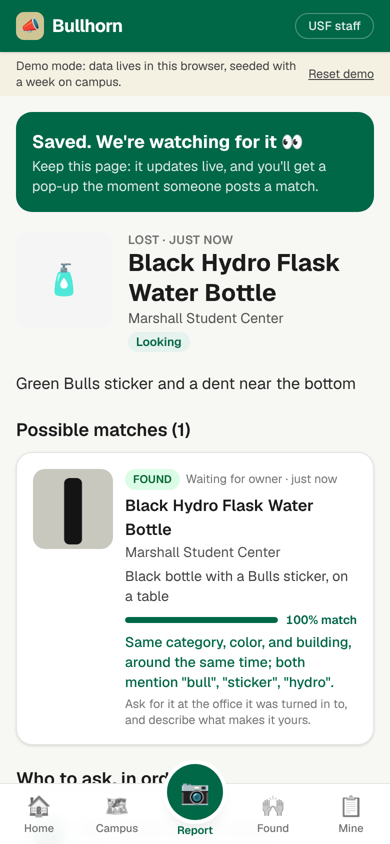 Bullhorn
USF staff
Demo mode: data lives in this browser, seeded with
a week on campus.
Reset demo
Saved. We're watching for it 👀
Keep this page: it updates live, and you'll get a
pop-up the moment someone posts a match.
LOST · JUST NOW
Black Hydro Flask
Water Bottle
Marshall Student Center
Looking
Green Bulls sticker and a dent near the bottom
Possible matches (1)
FOUND Waiting for owner · just now
Black Hydro Flask Water
Bottle
Marshall Student Center
Black bottle with a Bulls sticker, on
a table
100% match
Same category, color, and building,
around the same time; both
mention "bull", "sticker", "hydro".
Ask for it at the office it was turned in to,
and describe what makes it yours.
Who to ask, in ord
Home
Campus
Report
Found
Mine